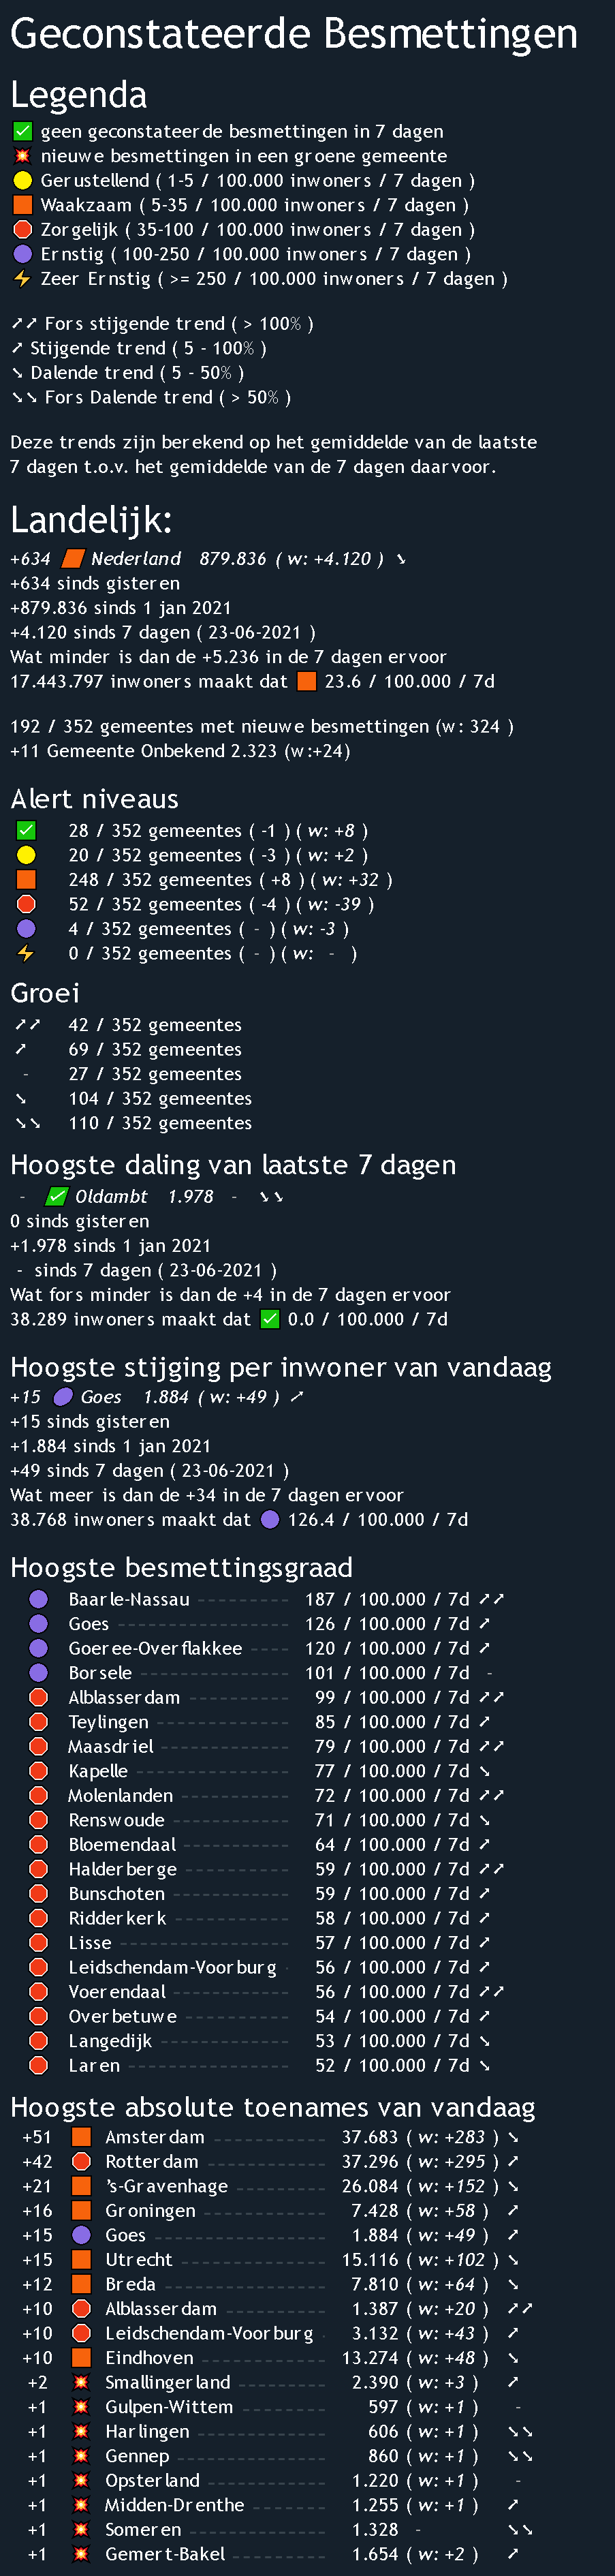 Geconstateerde Besmettingen
Legenda
✅ geen geconstateerde besmettingen in 7 dagen
💥 nieuwe besmettingen in een groene gemeente
🟡 Gerustellend ( 1-5 / 100.000 inwoners / 7 dagen )
🟧 Waakzaam ( 5-35 / 100.000 inwoners / 7 dagen )
🛑 Zorgelijk ( 35-100 / 100.000 inwoners / 7 dagen )
🟣 Ernstig ( 100-250 / 100.000 inwoners / 7 dagen )
⚡ Zeer Ernstig ( >= 250 / 100.000 inwoners / 7 dagen )
➚➚ Fors stijgende trend ( > 100% )
➚ Stijgende trend ( 5 - 100% )
➘ Dalende trend ( 5 - 50% )
➘➘ Fors Dalende trend ( > 50% )
Deze trends zijn berekend op het gemiddelde van de laatste
7 dagen t.o.v. het gemiddelde van de 7 dagen daarvoor.
Landelijk:
+634 🟧 Nederland 879.836 ( w: +4.120 ) ➘
+634 sinds gisteren
+879.836 sinds 1 jan 2021
+4.120 sinds 7 dagen ( 23-06-2021 )
Wat minder is dan de +5.236 in de 7 dagen ervoor
17.443.797 inwoners maakt dat 🟧 23.6 / 100.000 / 7d
192 / 352 gemeentes met nieuwe besmettingen (w: 324 )
+11 Gemeente Onbekend 2.323 (w:+24)
Alert niveaus
✅ 28 / 352 gemeentes ( -1 ) ( w: +8 )
🟡 20 / 352 gemeentes ( -3 ) ( w: +2 )
🟧 248 / 352 gemeentes ( +8 ) ( w: +32 )
🛑 52 / 352 gemeentes ( -4 ) ( w: -39 )
🟣 4 / 352 gemeentes ( - ) ( w: -3 )
⚡ 0 / 352 gemeentes ( - ) ( w: - )
Groei
➚➚ 42 / 352 gemeentes
➚ 69 / 352 gemeentes
- 27 / 352 gemeentes
➘ 104 / 352 gemeentes
➘➘ 110 / 352 gemeentes
Hoogste daling van laatste 7 dagen
- ✅ Oldambt 1.978 - ➘➘
0 sinds gisteren
+1.978 sinds 1 jan 2021
- sinds 7 dagen ( 23-06-2021 )
Wat fors minder is dan de +4 in de 7 dagen ervoor
38.289 inwoners maakt dat ✅ 0.0 / 100.000 / 7d
Hoogste stijging per inwoner van vandaag
+15 🟣 Goes 1.884 ( w: +49 ) ➚
+15 sinds gisteren
+1.884 sinds 1 jan 2021
+49 sinds 7 dagen ( 23-06-2021 )
Wat meer is dan de +34 in de 7 dagen ervoor
38.768 inwoners maakt dat 🟣 126.4 / 100.000 / 7d
Hoogste besmettingsgraad
🟣 Baarle-Nassau 187 / 100.000 / 7d ➚➚
🟣 Goes 126 / 100.000 / 7d ➚
🟣 Goeree-Overflakkee 120 / 100.000 / 7d ➚
🟣 Borsele 101 / 100.000 / 7d -
🛑 Alblasserdam 99 / 100.000 / 7d ➚➚
🛑 Teylingen 85 / 100.000 / 7d ➚
🛑 Maasdriel 79 / 100.000 / 7d ➚➚
🛑 Kapelle 77 / 100.000 / 7d ➘
🛑 Molenlanden 72 / 100.000 / 7d ➚➚
🛑 Renswoude 71 / 100.000 / 7d ➘
🛑 Bloemendaal 64 / 100.000 / 7d ➚
🛑 Halderberge 59 / 100.000 / 7d ➚➚
🛑 Bunschoten 59 / 100.000 / 7d ➚
🛑 Ridderkerk 58 / 100.000 / 7d ➚
🛑 Lisse 57 / 100.000 / 7d ➚
🛑 Leidschendam-Voorburg 56 / 100.000 / 7d ➚
🛑 Voerendaal 56 / 100.000 / 7d ➚➚
🛑 Overbetuwe 54 / 100.000 / 7d ➚
🛑 Langedijk 53 / 100.000 / 7d ➘
🛑 Laren 52 / 100.000 / 7d ➘
Hoogste absolute toenames van vandaag
+51 🟧 Amsterdam 37.683 ( w: +283 ) ➘
+42 🛑 Rotterdam 37.296 ( w: +295 ) ➚
+21 🟧 's-Gravenhage 26.084 ( w: +152 ) ➘
+16 🟧 Groningen 7.428 ( w: +58 ) ➚
+15 🟣 Goes 1.884 ( w: +49 ) ➚
+15 🟧 Utrecht 15.116 ( w: +102 ) ➘
+12 🟧 Breda 7.810 ( w: +64 ) ➘
+10 🛑 Alblasserdam 1.387 ( w: +20 ) ➚➚
+10 🛑 Leidschendam-Voorburg 3.132 ( w: +43 ) ➚
+10 🟧 Eindhoven 13.274 ( w: +48 ) ➘
+2 💥 Smallingerland 2.390 ( w: +3 ) ➚
+1 💥 Gulpen-Wittem 597 ( w: +1 ) -
+1 💥 Harlingen 606 ( w: +1 ) ➘➘
+1 💥 Gennep 860 ( w: +1 ) ➘➘
+1 💥 Opsterland 1.220 ( w: +1 ) -
+1 💥 Midden-Drenthe 1.255 ( w: +1 ) ➚
+1 💥 Someren 1.328 - ➘➘
+1 💥 Gemert-Bakel 1.654 ( w: +2 ) ➚